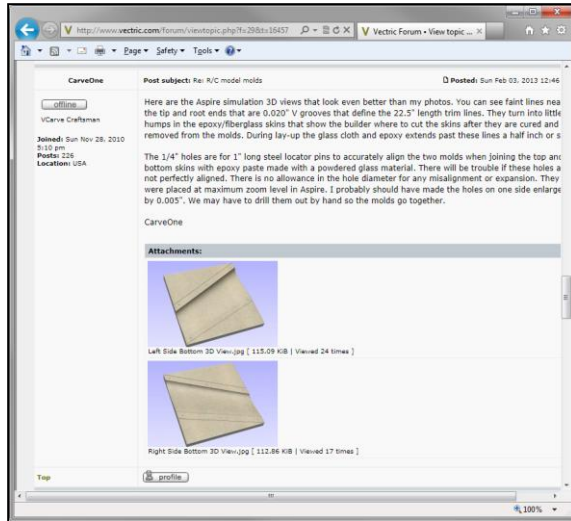 http://www.vectric.com/forum/viewtopic.php?f=29&t=16457
Vectric Forum • View topic ...
Page Safety Tools
CarveOne
Post subject: Re: R/C model molds
Posted: Sun Feb 03, 2013 12:46
offline
VCarve Craftsman
Joined: Sun Nov 28, 2010
5:10 pm
Posts: 226
Location: USA
Here are the Aspire simulation 3D views that look even better than my photos. You can see faint lines nea
the tip and root ends that are 0.020" V grooves that define the 22.5" length trim lines. They turn into little
humps in the epoxy/fiberglass skins that show the builder where to cut the skins after they are cured and
removed from the molds. During lay-up the glass cloth and epoxy extends past these lines a half inch or s
The 1/4" holes are for 1" long steel locator pins to accurately align the two molds when joining the top and
bottom skins with epoxy paste made with a powdered glass material. There will be trouble if these holes a
not perfectly aligned. There is no allowance in the hole diameter for any misalignment or expansion. They
were placed at maximum zoom level in Aspire. I probably should have made the holes on one side enlarge
by 0.005". We may have to drill them out by hand so the molds go together.
CarveOne
Attachments:
Left Side Bottom 3D View.jpg [ 115.09 KiB | Viewed 24 times ]
Right Side Bottom 3D View.jpg [ 112.86 KiB | Viewed 17 times ]
Top
profile
100%